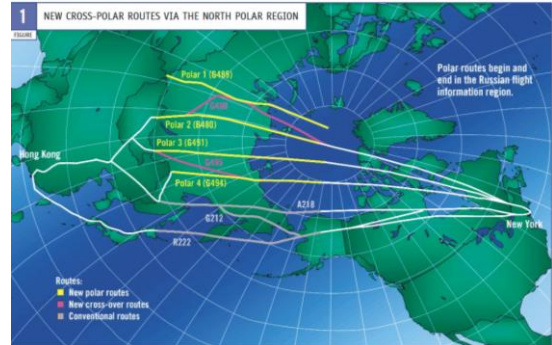 1
FIGURE
NEW CROSS-POLAR ROUTES VIA THE NORTH POLAR REGION
Polar routes begin and
end in the Russian flight
information region.
Polar 1 (G489)
Polar 2 (G480)
Polar 3 (G451)
Hong Kong
Polar 4 (G494)
A218
G212
New York
R222
Routes:
New polar routes
New cross-over routes
Conventional routes